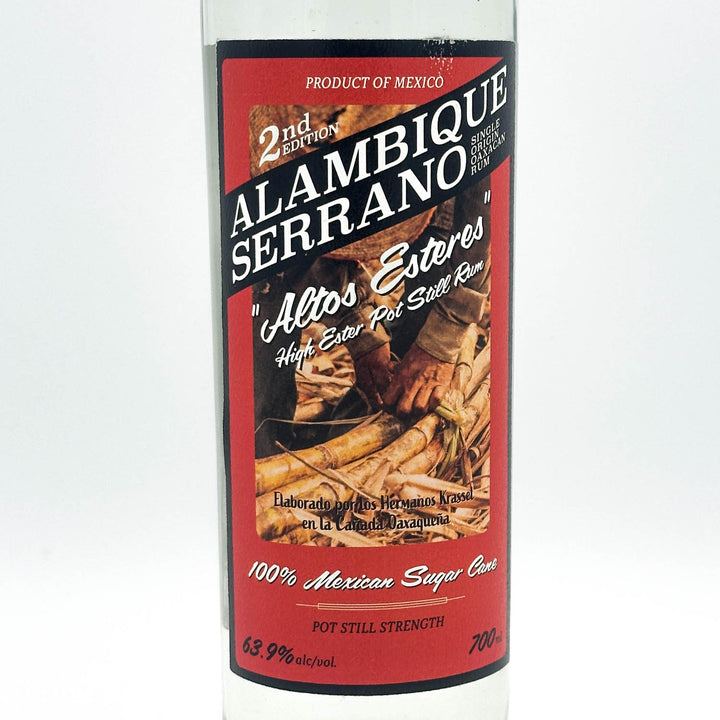 PRODUCT OF MEXICO
2nd
EDITION
ALAMBIQUE
SERRANO
SINGLE
ORIGIN
OAXACAN
RUM
"Altos Esteres"
High Ester Pot Still Rum
Elaborado por los Hermanos Krassel
en la Cañada Oaxaqueña
100% Mexican Sugar Cane
POT STILL STRENGTH
63.9% alc/vol.
700ml